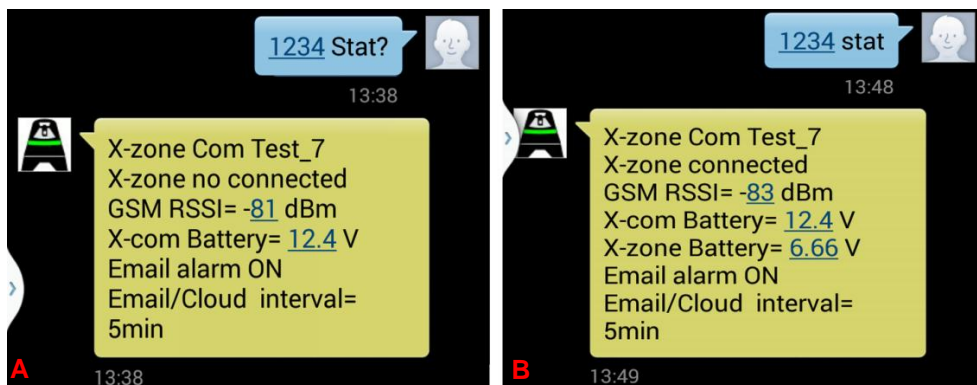 1234 Stat?
13:38
X-zone Com Test_7
X-zone no connected
GSM RSSI= -81 dBm
X-com Battery= 12.4 V
Email alarm ON
Email/Cloud interval=
5min
13:38
A
1234 stat
13:48
X-zone Com Test_7
X-zone connected
GSM RSSI= -83 dBm
X-com Battery= 12.4 V
X-zone Battery= 6.66 V
Email alarm ON
Email/Cloud interval=
5min
13:49
B